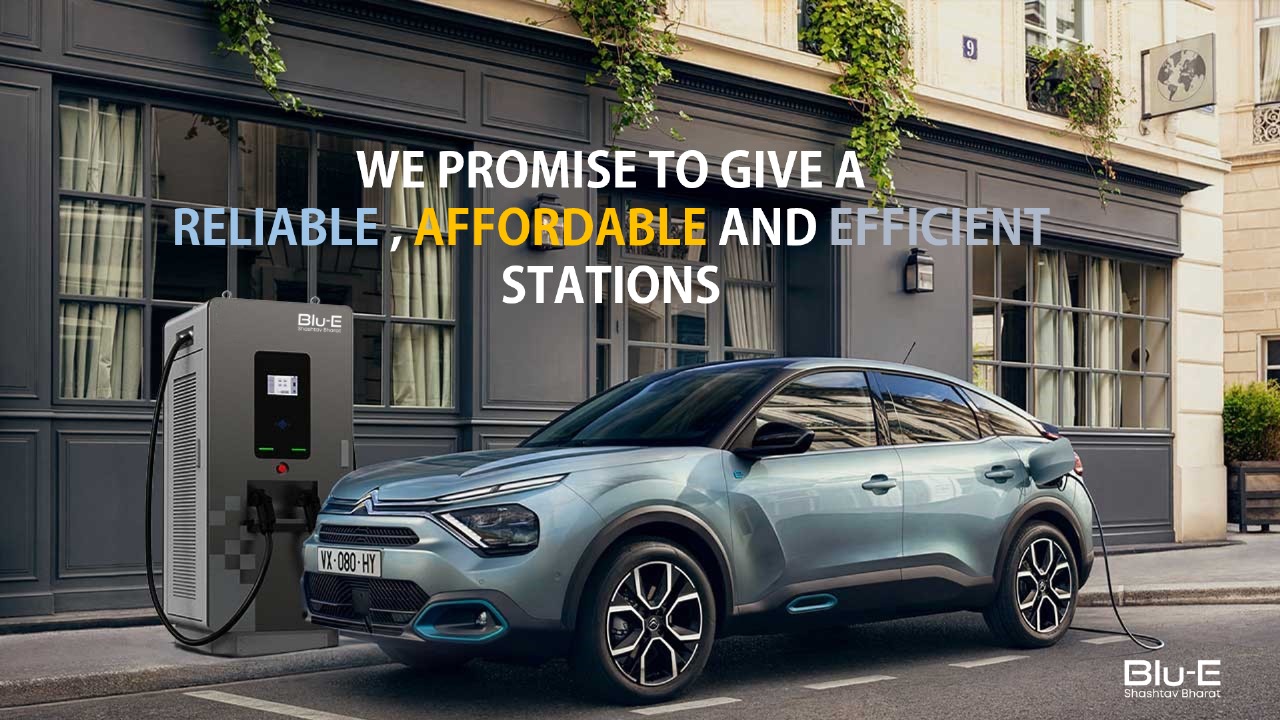 9
WE PROMISE TO GIVE A
RELIABLE , AFFORDABLE AND EFFICIENT
STATIONS
Blu-E
Shashtav Bharat
VX-080-HY
Blu-E
Shashtav Bharat